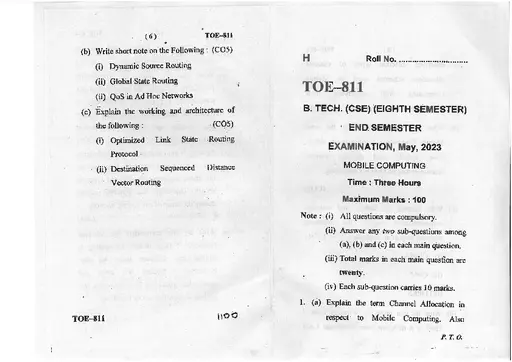 (6)
TOE–811
(b) Write short note on the Following : (CO5)
(i) Dynamic Source Routing
(ii) Global State Routing
(ii) QoS in Ad Hoc Networks
(c) Explain the working and architecture of
the following : (CO5)
(i) Optimized Link State Routing
Protocol
(ii) Destination Sequenced Distance
Vector Routing
TOE–811
1100
H
Roll No. ..............................
TOE–811
B. TECH. (CSE) (EIGHTH SEMESTER)
END SEMESTER
EXAMINATION, May, 2023
MOBILE COMPUTING
Time : Three Hours
Maximum Marks : 100
Note : (i) All questions are compulsory.
(ii) Answer any two sub-questions among
(a), (b) and (c) in each main question.
(iii) Total marks in each main question are
twenty.
(iv) Each sub-question carries 10 marks.
1. (a) Explain the term Channel Allocation in
respect to Mobile Computing. Also
P. T. O.